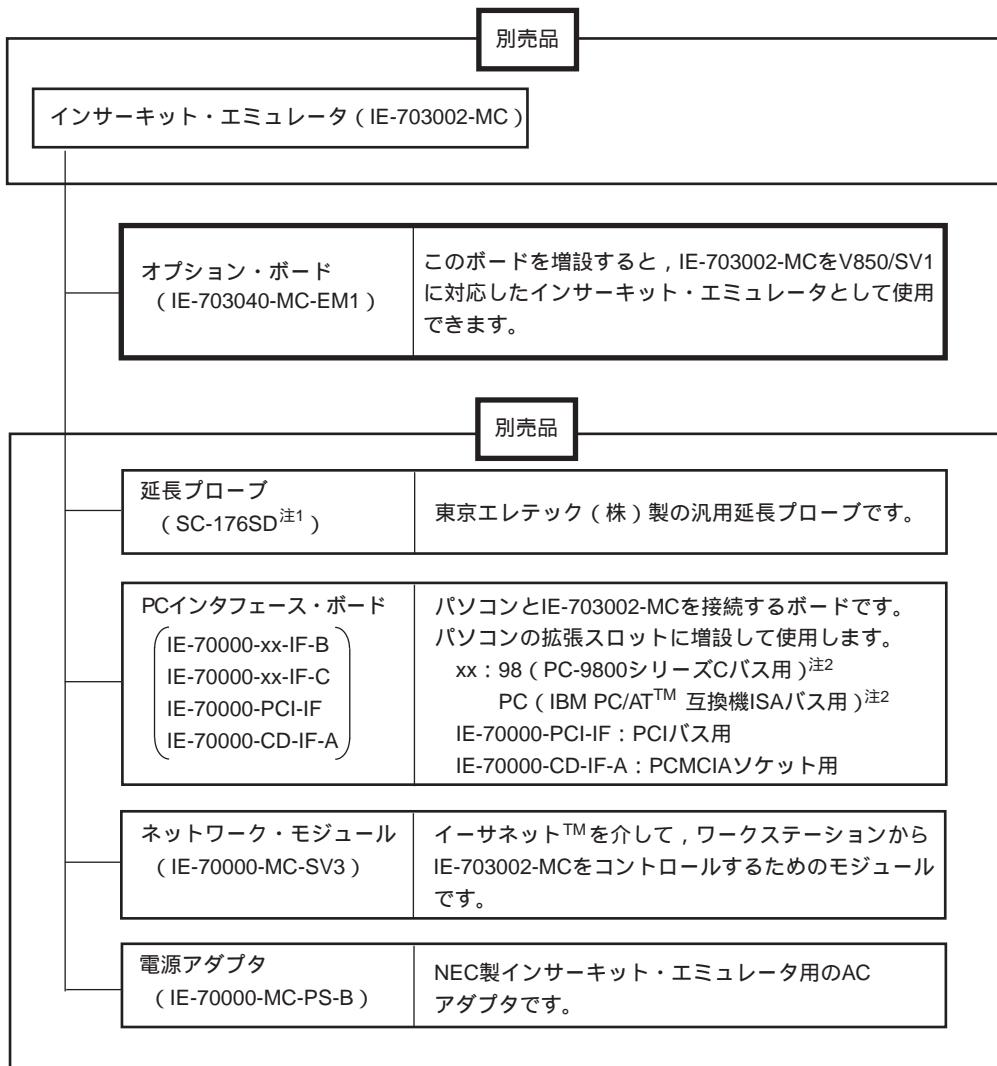 別売品
インサーキット・エミュレータ（IE-703002-MC）
オプション・ボード
（IE-703040-MC-EM1）
このボードを増設すると，IE-703002-MCをV850/SV1
に対応したインサーキット・エミュレータとして使用
できます。
別売品
延長プローブ
（SC-176SD注1）
東京エレテック（株）製の汎用延長プローブです。
PCインタフェース・ボード
IE-70000-xx-IF-B
IE-70000-xx-IF-C
IE-70000-PCI-IF
IE-70000-CD-IF-A
パソコンとIE-703002-MCを接続するボードです。
パソコンの拡張スロットに増設して使用します。
xx：98（PC-9800シリーズCバス用）注2
PC（IBM PC/ATTM 互換機ISAバス用）注2
IE-70000-PCI-IF：PCIバス用
IE-70000-CD-IF-A：PCMCIAソケット用
ネットワーク・モジュール
（IE-70000-MC-SV3）
イーサネットTMを介して，ワークステーションから
IE-703002-MCをコントロールするためのモジュール
です。
電源アダプタ
（IE-70000-MC-PS-B）
NEC製インサーキット・エミュレータ用のAC
アダプタです。